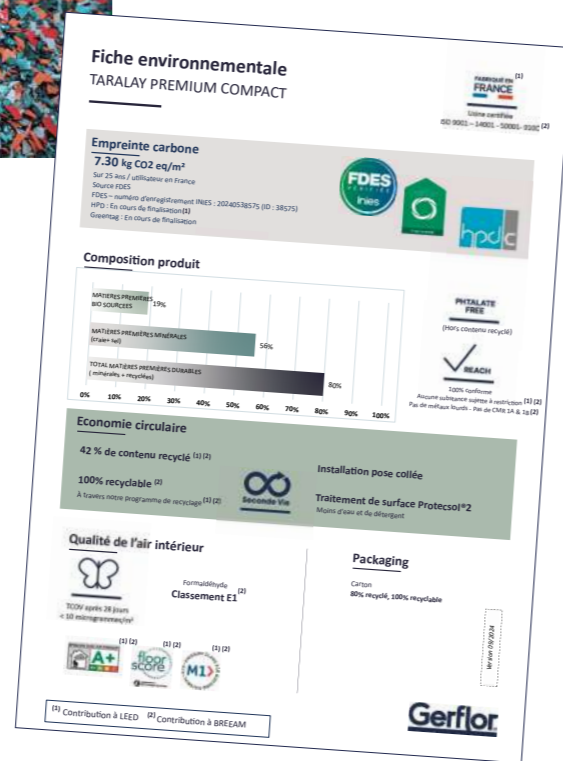 Fiche environnementale
TARALAY PREMIUM COMPACT
FABRIQUÉ EN
FRANCE (1)
Usine certifiée
ISO 9001 – 14001 – 50001- 9100 (2)
Empreinte carbone
7.30 kg CO2 eq/m²
Sur 25 ans / utilisateur en France
Source FDES
FDES – numéro d'enregistrement INIES : 20240538575 (ID : 38575)
HPD : En cours de finalisation(1)
Greentag : En cours de finalisation
FDES
VÉRIFIÉE
inies
hpdc
Composition produit
MATIERES PREMIÈRES
BIO SOURCEES
19%
MATIÈRES PREMIÈRES MINÉRALES
(craie+ sel)
56%
TOTAL MATIÈRES PREMIÈRES DURABLES
( minérales + recyclées)
80%
0% 10% 20% 30% 40% 50% 60% 70% 80% 90% 100%
PHTALATE
FREE
(Hors contenu recyclé)
REACH
100% conforme
Aucune substance sujette à restriction (1) (2)
Pas de métaux lourds - Pas de CMR 1A & 1B (2)
Economie circulaire
42 % de contenu recyclé (1) (2)
100% recyclable (2)
À travers notre programme de recyclage (1) (2)
Seconde Vie
Installation pose collée
Traitement de surface Protecsol®2
Moins d'eau et de détergent
Qualité de l'air intérieur
TCOV après 28 jours
< 10 microgrammes/m³
Formaldéhyde
Classement E1 (2)
A+ (1) (2)
floor
score (1) (2)
M1 (1) (2)
Packaging
Carton
80% recyclé, 100% recyclable
Version 09/2024
(1) Contribution à LEED (2) Contribution à BREEAM
Gerflor